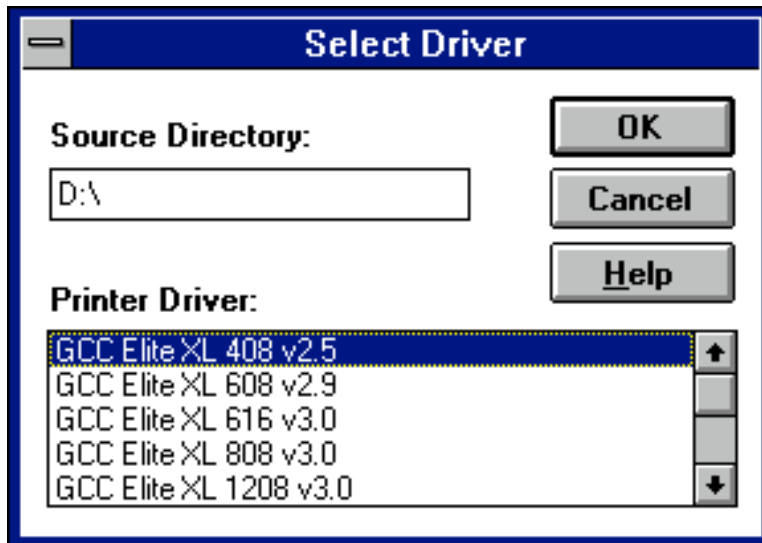 Select Driver
Source Directory:
D:\
OK
Cancel
Help
Printer Driver:
GCC Elite XL 408 v2.5
GCC Elite XL 608 v2.9
GCC Elite XL 616 v3.0
GCC Elite XL 808 v3.0
GCC Elite XL 1208 v3.0